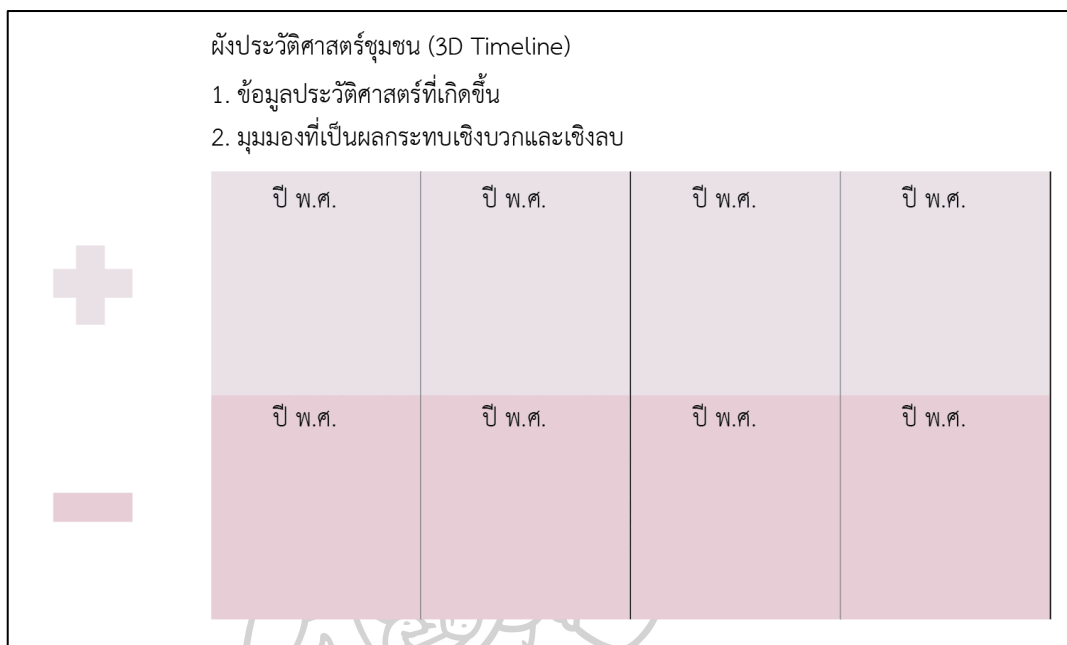 ผังประวัติศาสตร์ชุมชน (3D Timeline)
1. ข้อมูลประวัติศาสตร์ที่เกิดขึ้น
2. มุมมองที่เป็นผลกระทบเชิงบวกและเชิงลบ
ปี พ.ศ. ปี พ.ศ. ปี พ.ศ. ปี พ.ศ.
ปี พ.ศ. ปี พ.ศ. ปี พ.ศ. ปี พ.ศ.